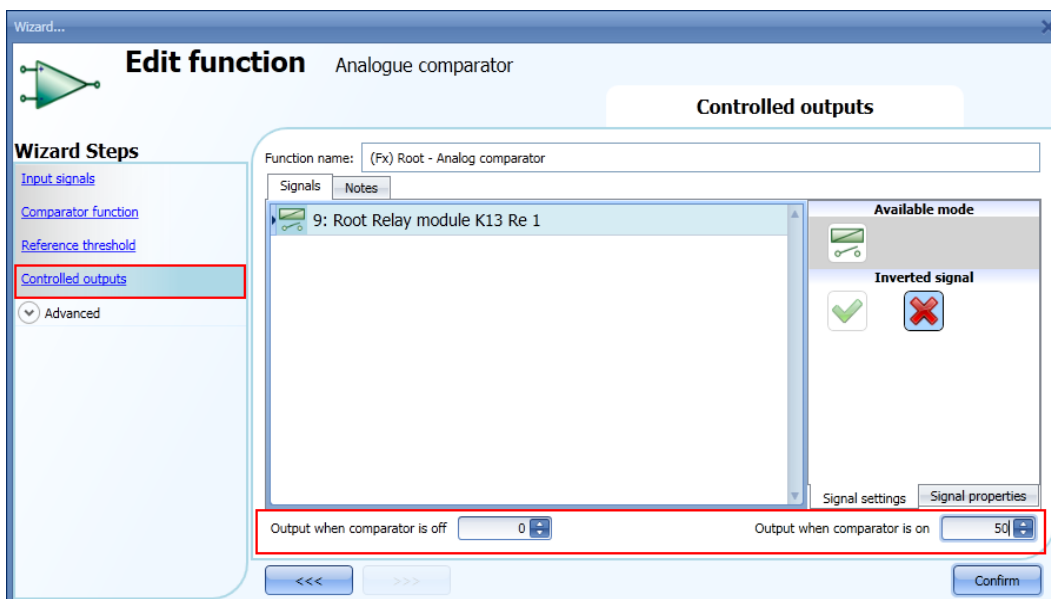 Wizard...
Edit function Analogue comparator
Controlled outputs
Wizard Steps
Input signals
Comparator function
Reference threshold
Controlled outputs
Advanced
Function name: (Fx) Root - Analog comparator
Signals Notes
9: Root Relay module K13 Re 1
Available mode
Inverted signal
Signal settings Signal properties
Output when comparator is off 0 Output when comparator is on 50
<<< >>> Confirm